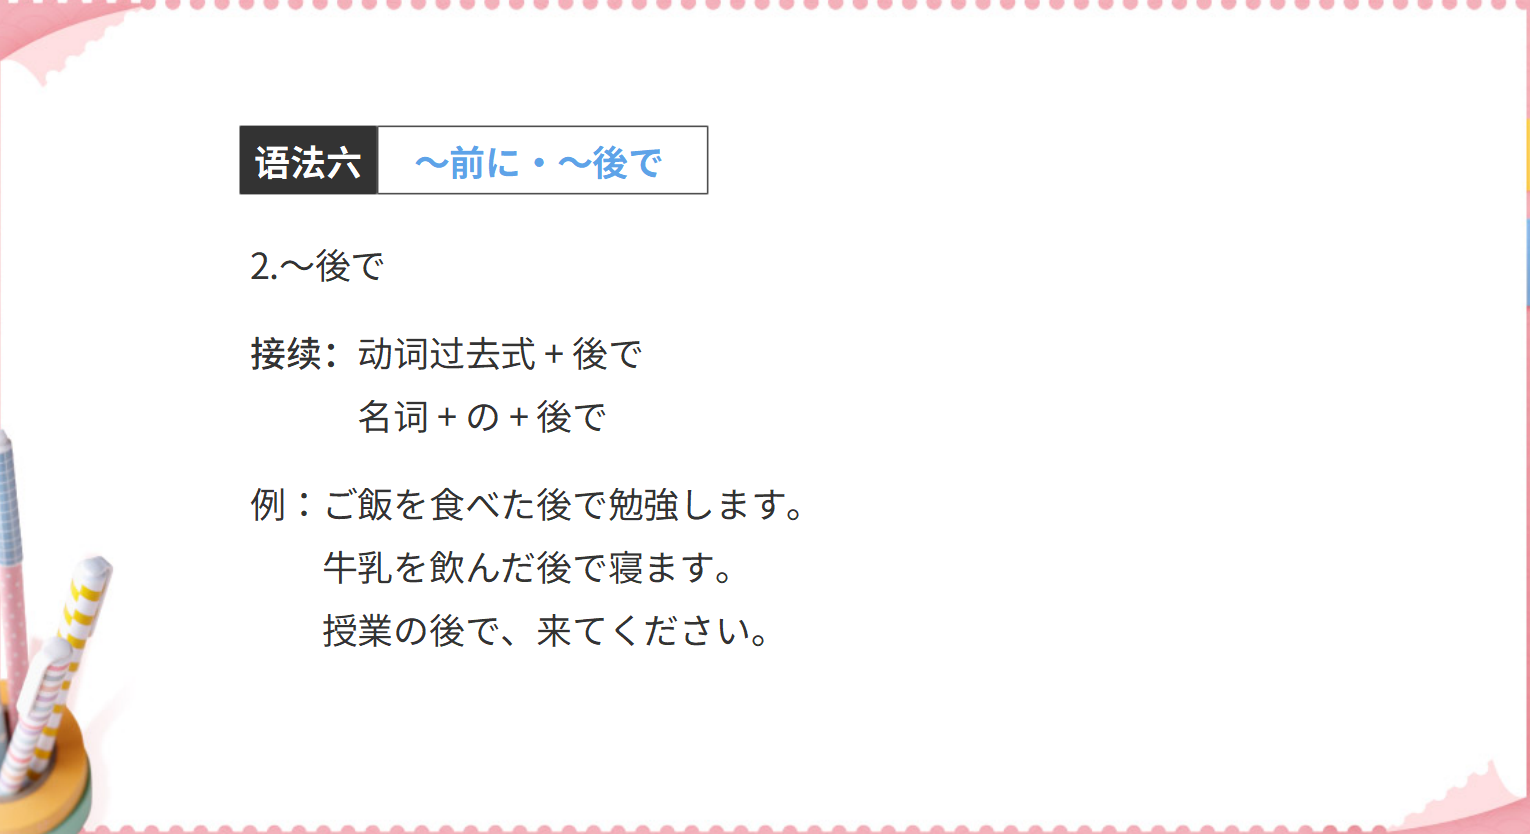 语法六 ～前に・～後で
2.～後で
接续：动词过去式 + 後で
名词 + の + 後で
例：ご飯を食べた後で勉強します。
牛乳を飲んだ後で寝ます。
授業の後で、来てください。